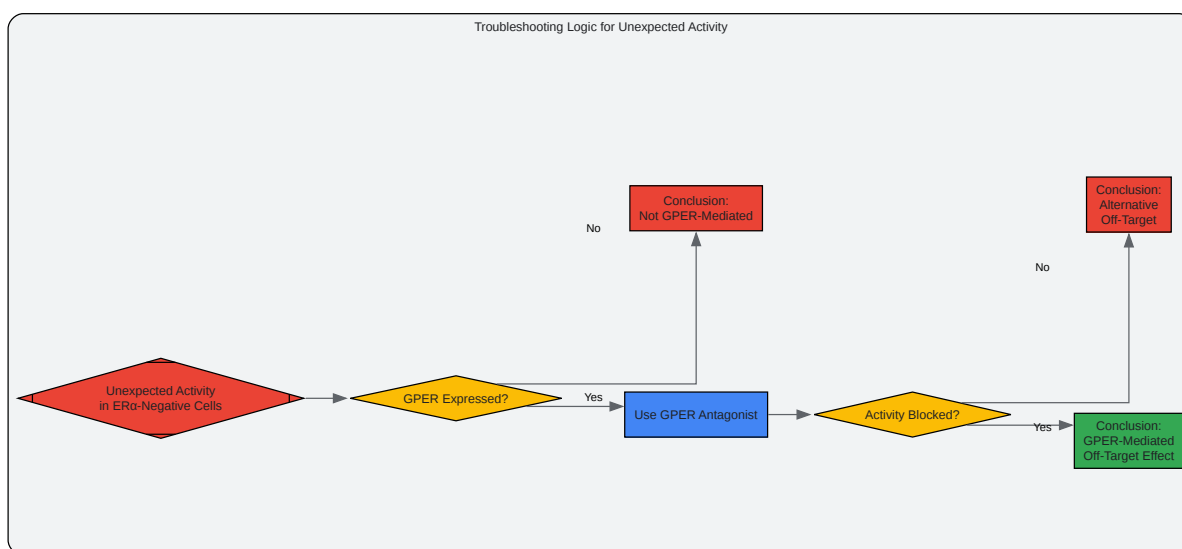 Troubleshooting Logic for Unexpected Activity
Unexpected Activity
in ERα-Negative Cells
GPER Expressed?
No
Conclusion:
Not GPER-Mediated
Yes
Use GPER Antagonist
Activity Blocked?
No
Conclusion:
Alternative
Off-Target
Yes
Conclusion:
GPER-Mediated
Off-Target Effect